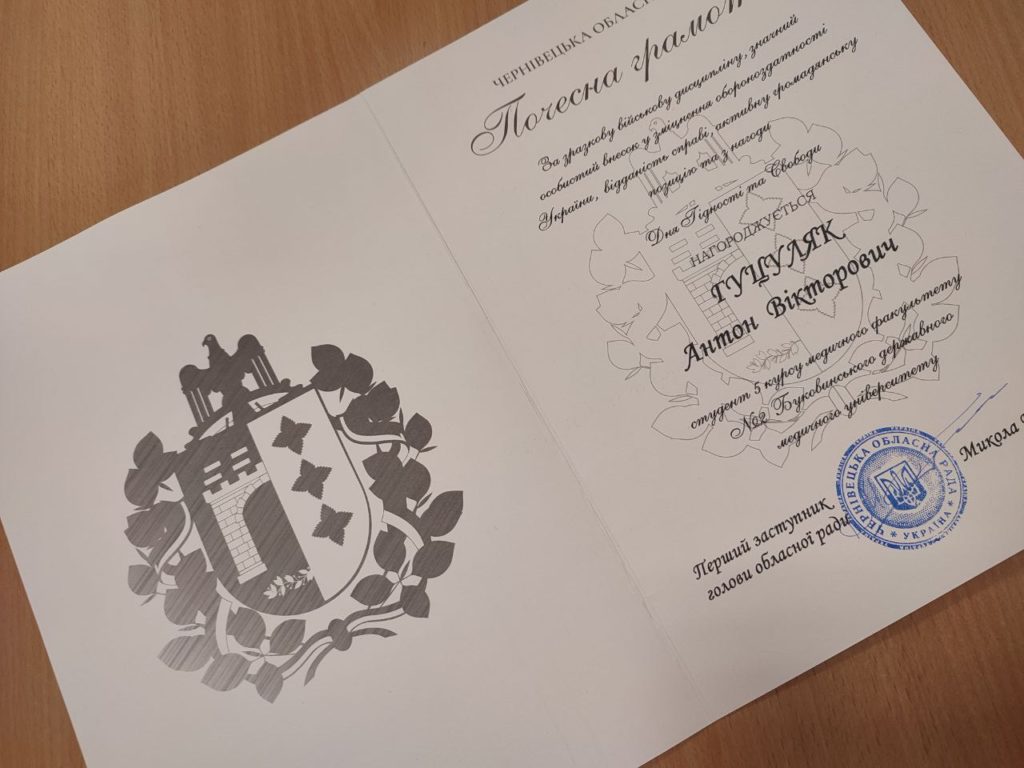 ЧЕРНІВЕЦЬКА ОБЛАСН
Почесна грамот
За зразкову військову дисципліну, значний
особистий внесок у зміцнення обороноздатності
України, відданість справі, активну громадянську
позицію та з нагоди
Дня Гідності та Свободи
НАГОРОДЖУЄТЬСЯ
ГУЦУЛЯК
Антон Вікторович
студент 5 курсу медичного факультету
№2 Буковинського державного
медичного університету
Перший заступник
голови обласної ради
Микола
ЧЕРНІВЕЦЬКА ОБЛАСНА РАДА
* УКРАЇНА *